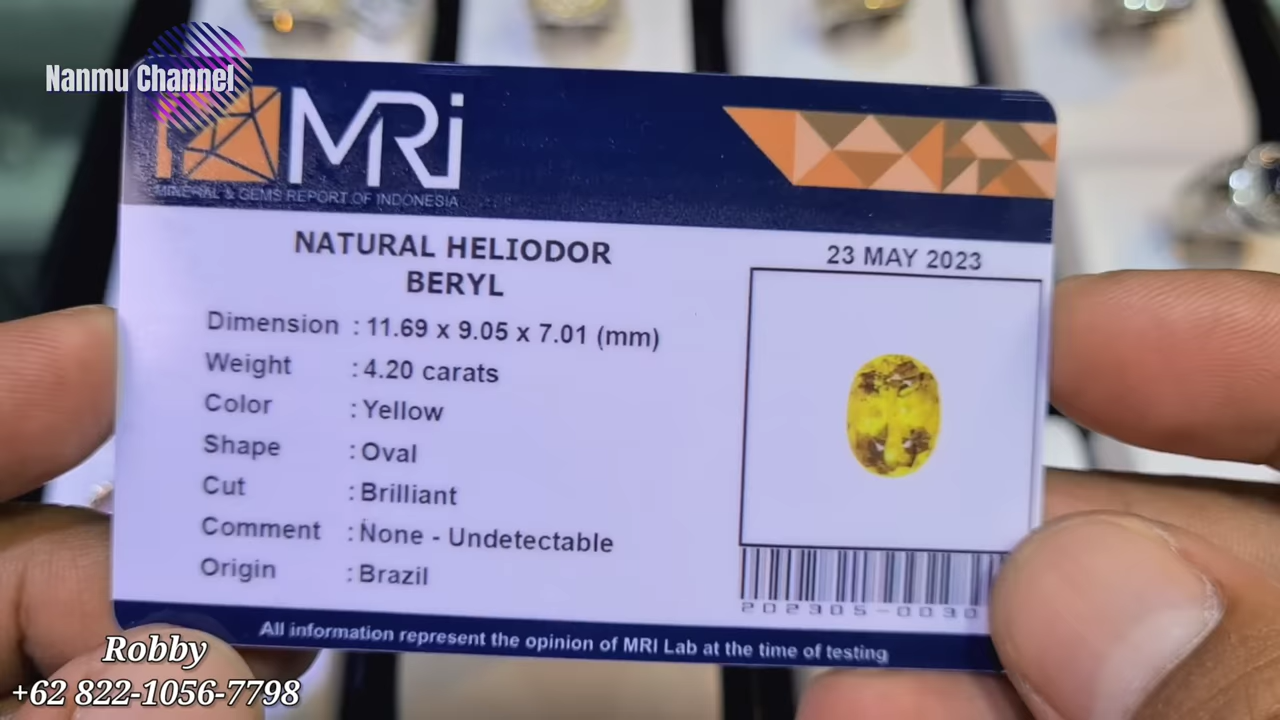 Nanmu Channel
MRi
MINERAL & GEMS REPORT OF INDONESIA
NATURAL HELIODOR
BERYL
23 MAY 2023
Dimension : 11.69 x 9.05 x 7.01 (mm)
Weight : 4.20 carats
Color : Yellow
Shape : Oval
Cut : Brilliant
Comment : None - Undetectable
Origin : Brazil
202305-0030
All information represent the opinion of MRI Lab at the time of testing
Robby
+62 822-1056-7798